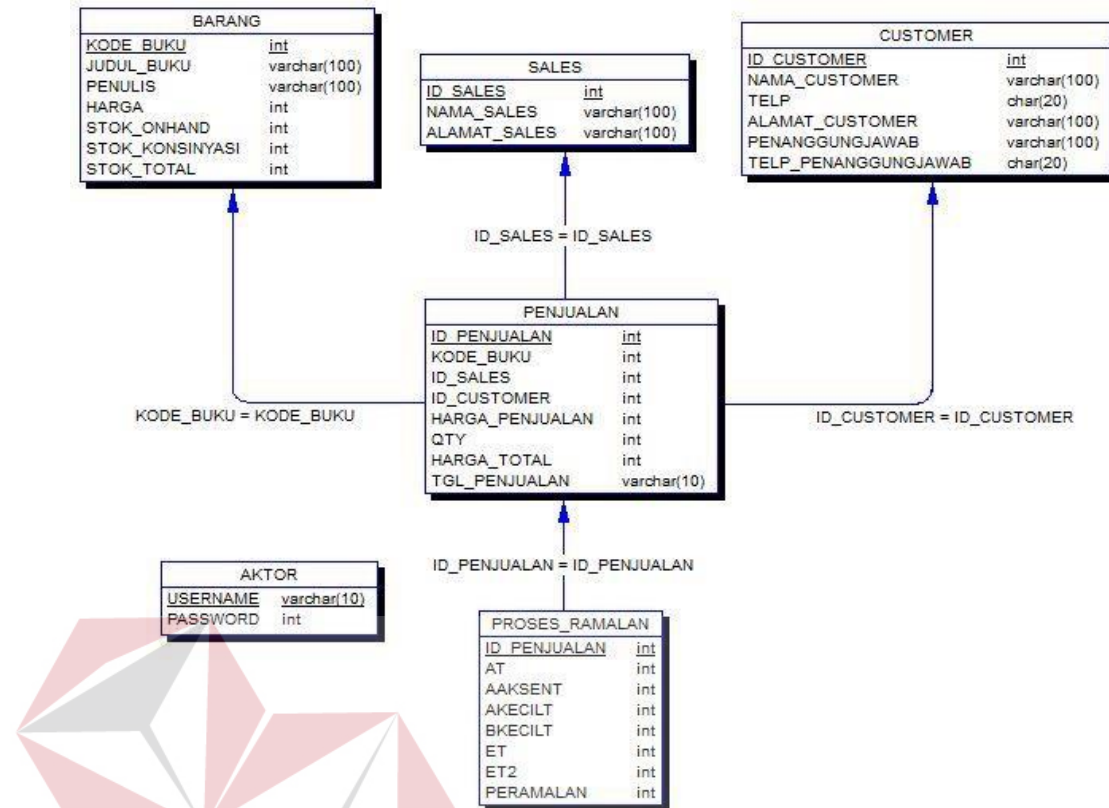 BARANG
KODE_BUKU int
JUDUL_BUKU varchar(100)
PENULIS varchar(100)
HARGA int
STOK_ONHAND int
STOK_KONSINYASI int
STOK_TOTAL int
SALES
ID_SALES int
NAMA_SALES varchar(100)
ALAMAT_SALES varchar(100)
CUSTOMER
ID_CUSTOMER int
NAMA_CUSTOMER varchar(100)
TELP char(20)
ALAMAT_CUSTOMER varchar(100)
PENANGGUNGJAWAB varchar(100)
TELP_PENANGGUNGJAWAB char(20)
ID_SALES = ID_SALES
PENJUALAN
ID_PENJUALAN int
KODE_BUKU int
ID_SALES int
ID_CUSTOMER int
HARGA_PENJUALAN int
QTY int
HARGA_TOTAL int
TGL_PENJUALAN varchar(10)
KODE_BUKU = KODE_BUKU
ID_CUSTOMER = ID_CUSTOMER
ID_PENJUALAN = ID_PENJUALAN
AKTOR
USERNAME varchar(10)
PASSWORD int
PROSES_RAMALAN
ID_PENJUALAN int
AT int
AAKSENT int
AKECILT int
BKECILT int
ET int
ET2 int
PERAMALAN int